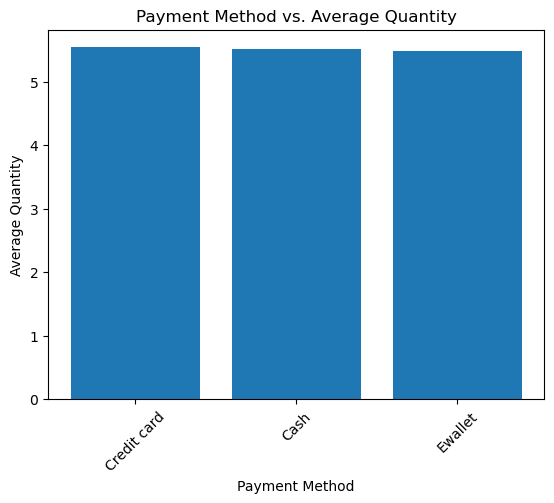 Payment Method vs. Average Quantity
Average Quantity
5
4
3
2
1
0
Credit card
Cash
Ewallet
Payment Method